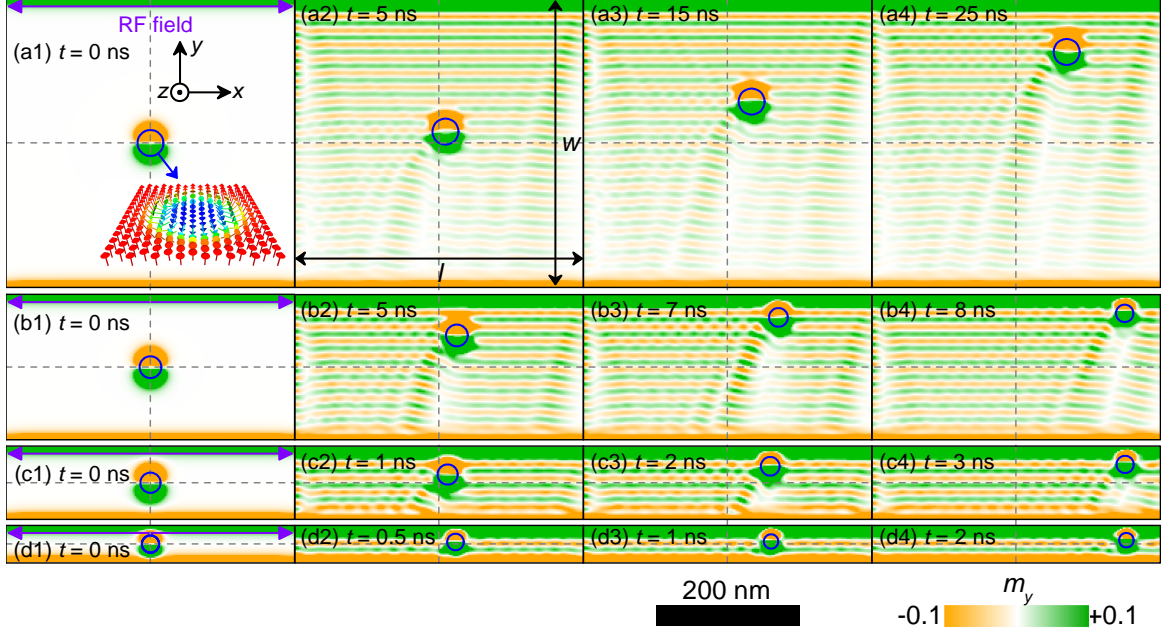 RF field
(a1) t = 0 ns
y
z
x
(a2) t = 5 ns
w
l
(a3) t = 15 ns
(a4) t = 25 ns
(b1) t = 0 ns
(b2) t = 5 ns
(b3) t = 7 ns
(b4) t = 8 ns
(c1) t = 0 ns
(c2) t = 1 ns
(c3) t = 2 ns
(c4) t = 3 ns
(d1) t = 0 ns
(d2) t = 0.5 ns
(d3) t = 1 ns
(d4) t = 2 ns
200 nm
m_y
-0.1
+0.1